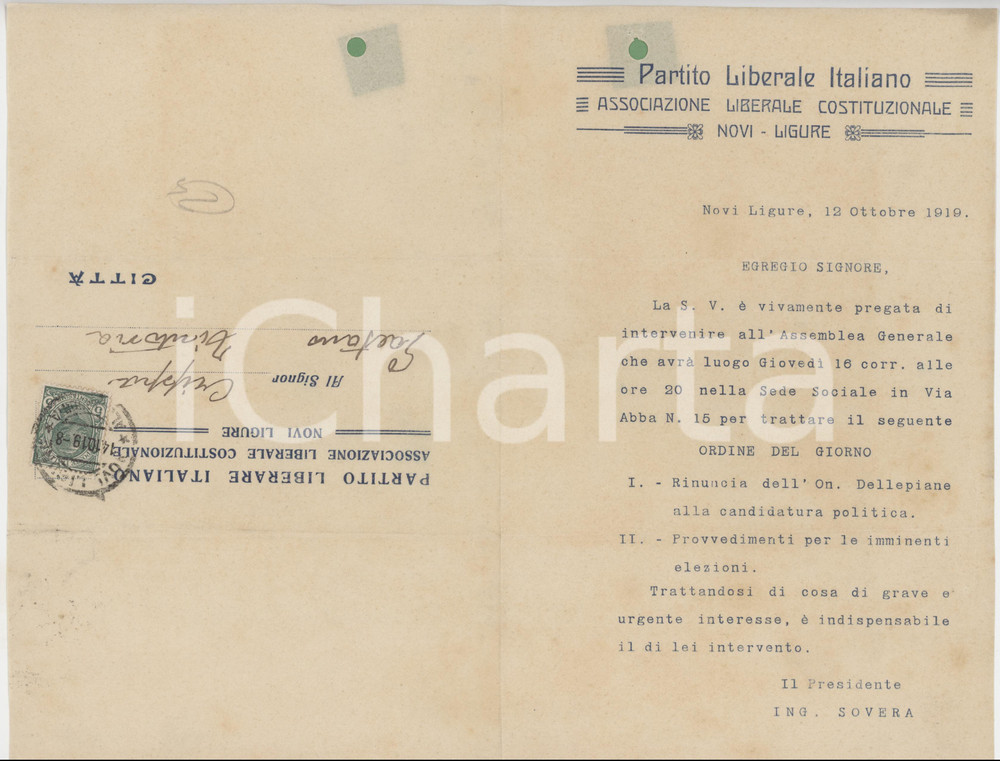 Partito Liberale Italiano
ASSOCIAZIONE LIBERALE COSTITUZIONALE
NOVI - LIGURE
Novi Ligure, 12 Ottobre 1919.
EGREGIO SIGNORE,
La S. V. è vivamente pregata di
intervenire all'Assemblea Generale
che avrà luogo Giovedì 16 corr. alle
ore 20 nella Sede Sociale in Via
Abba N. 15 per trattare il seguente
ORDINE DEL GIORNO
I. - Rinuncia dell'On. Dellepiane
alla candidatura politica.
II. - Provvedimenti per le imminenti
elezioni.
Trattandosi di cosa di grave e
urgente interesse, è indispensabile
il di lei intervento.
Il Presidente
ING. SOVERA
PARTITO LIBERARE ITALIANO
ASSOCIAZIONE LIBERALE COSTITUZIONALE
NOVI LIGURE
Al Signor Crippa
Gaetano
CITTÀ
iCharta